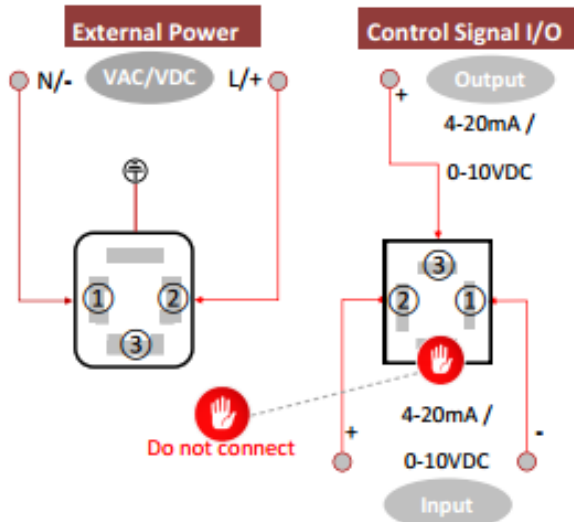 External Power
Control Signal I/O
N/-
VAC/VDC
L/+
Output
+
4-20mA /
0-10VDC
3
1
2
2
1
3
Do not connect
+
4-20mA /
-
0-10VDC
Input